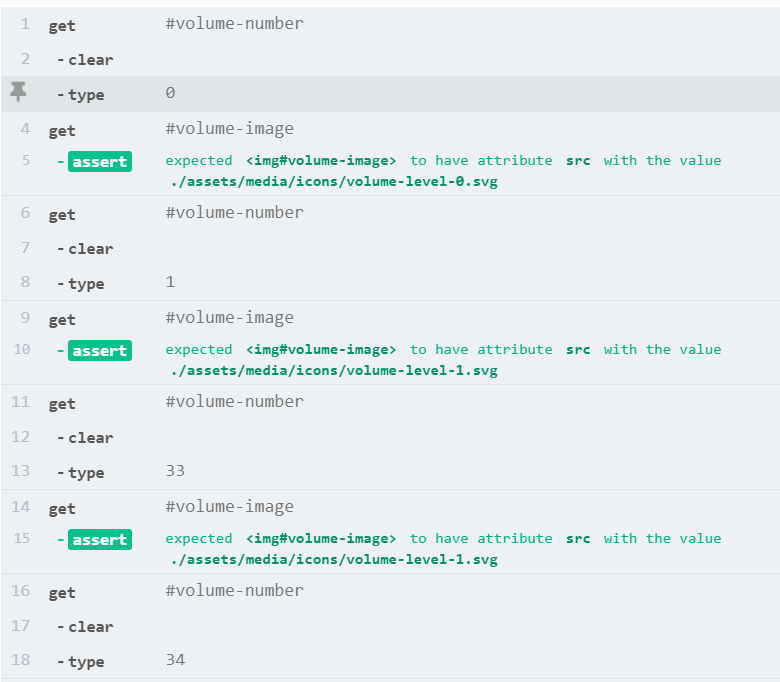 1 get #volume-number
2 -clear
-type 0
4 get #volume-image
5 -assert expected <img#volume-image> to have attribute src with the value
./assets/media/icons/volume-level-0.svg
6 get #volume-number
7 -clear
8 -type 1
9 get #volume-image
10 -assert expected <img#volume-image> to have attribute src with the value
./assets/media/icons/volume-level-1.svg
11 get #volume-number
12 -clear
13 -type 33
14 get #volume-image
15 -assert expected <img#volume-image> to have attribute src with the value
./assets/media/icons/volume-level-1.svg
16 get #volume-number
17 -clear
18 -type 34